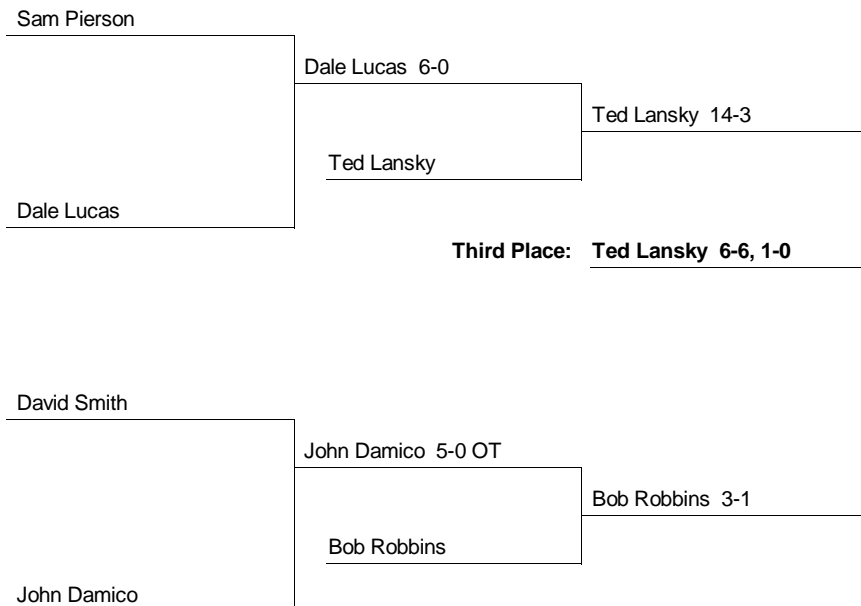 Sam Pierson
Dale Lucas 6-0
Ted Lansky 14-3
Ted Lansky
Dale Lucas
Third Place: Ted Lansky 6-6, 1-0
David Smith
John Damico 5-0 OT
Bob Robbins 3-1
Bob Robbins
John Damico